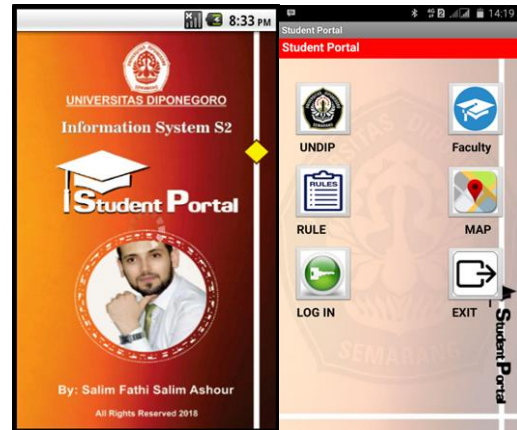 8:33 PM
UNIVERSITAS DIPONEGORO
Information System S2
Student Portal
By: Salim Fathi Salim Ashour
All Rights Reserved 2018
14:19
Student Portal
Student Portal
UNDIP
Faculty
RULES
RULE
MAP
LOG IN
EXIT
SEMARANG
Student Portal